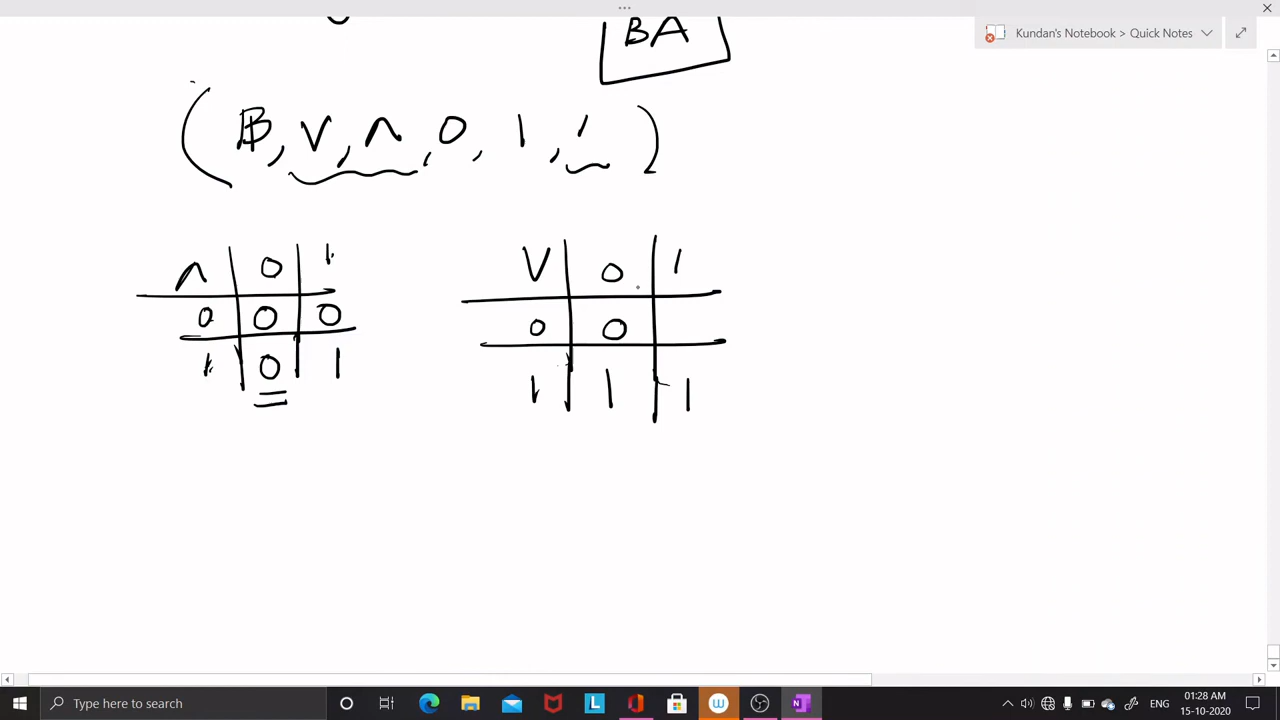 Kundan's Notebook > Quick Notes
BA
(B, ∨, ∧, 0, 1, ')
∧ 0 1
0 0 0
1 0 1
∨ 0 1
0 0
1 1 1
Type here to search
ENG
01:28 AM
15-10-2020